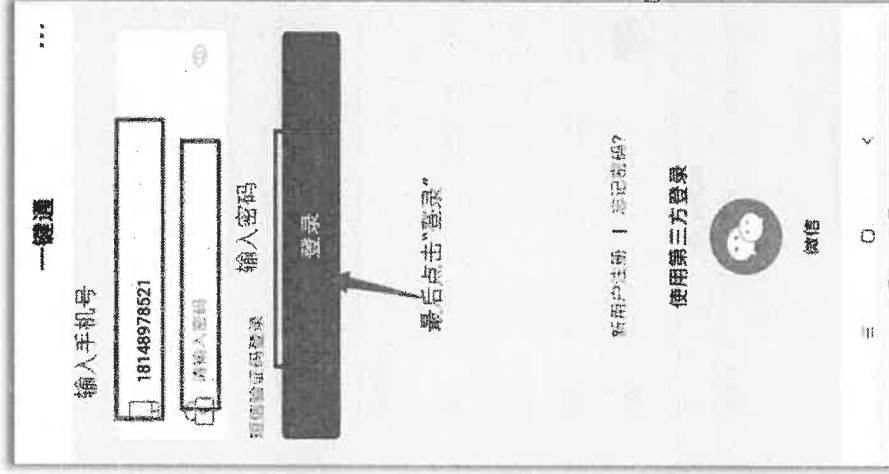 一键通
输入手机号
18148978521
请输入密码
输入密码
短信验证码登录
登录
最后点击“登录”
新用户注册 | 忘记密码?
使用第三方登录
微信